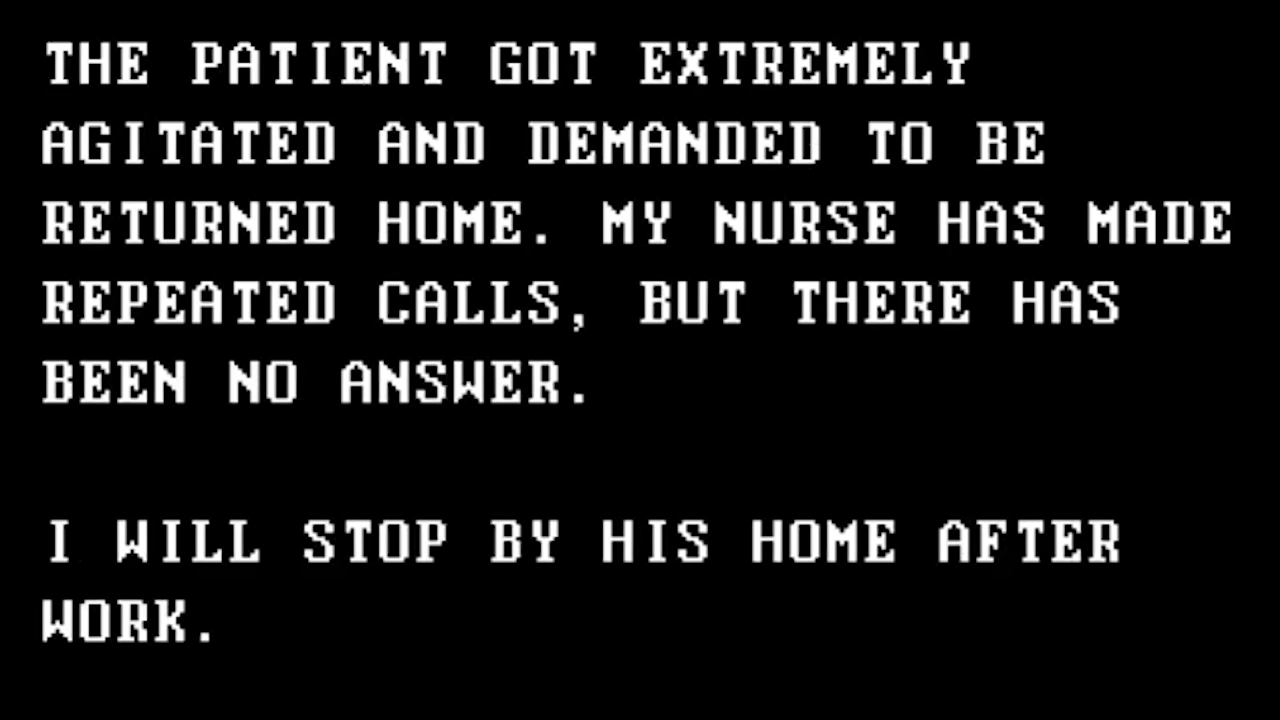 THE PATIENT GOT EXTREMELY
AGITATED AND DEMANDED TO BE
RETURNED HOME. MY NURSE HAS MADE
REPEATED CALLS, BUT THERE HAS
BEEN NO ANSWER.
I WILL STOP BY HIS HOME AFTER
WORK.